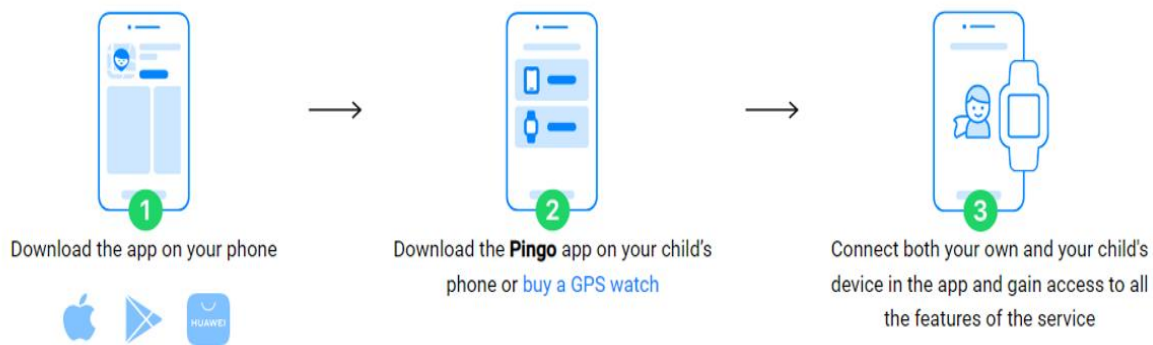 1
Download the app on your phone
HUAWEI
2
Download the Pingo app on your child's
phone or buy a GPS watch
3
Connect both your own and your child's
device in the app and gain access to all
the features of the service